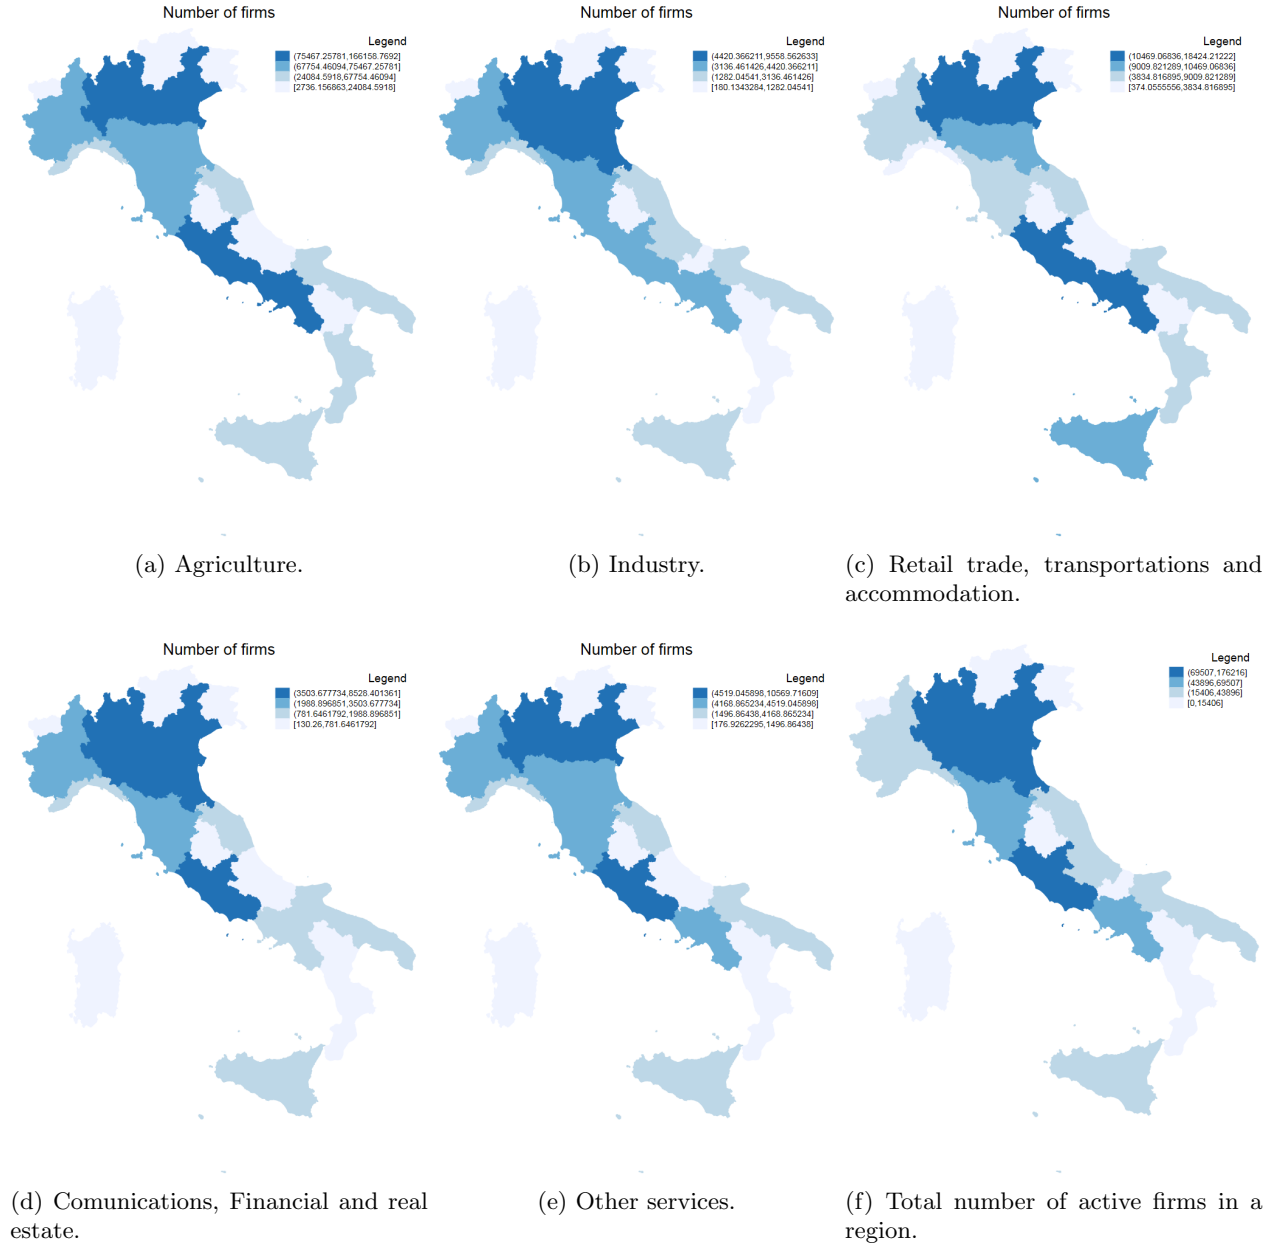 Number of firms
Legend
(75467.25781,166158.7692]
(67754.46094,75467.25781]
(24084.5918,67754.46094]
[2736.156863,24084.5918]
(a) Agriculture.
Number of firms
Legend
(4420.366211,9558.562633]
(3136.461426,4420.366211]
(1282.04541,3136.461426]
[180.1343284,1282.04541]
(b) Industry.
Number of firms
Legend
(10469.06836,18424.21222]
(9009.821289,10469.06836]
(3834.816895,9009.821289]
[374.0555556,3834.816895]
(c) Retail trade, transportations and
accommodation.
Number of firms
Legend
(3503.677734,8528.401361]
(1988.896851,3503.677734]
(781.6461792,1988.896851]
[130.26,781.6461792]
(d) Comunications, Financial and real
estate.
Number of firms
Legend
(4519.045898,10569.71609]
(4168.865234,4519.045898]
(1496.86438,4168.865234]
[176.9262295,1496.86438]
(e) Other services.
Legend
(69507,176216]
(43896,69507]
(15406,43896]
[0,15406]
(f) Total number of active firms in a
region.